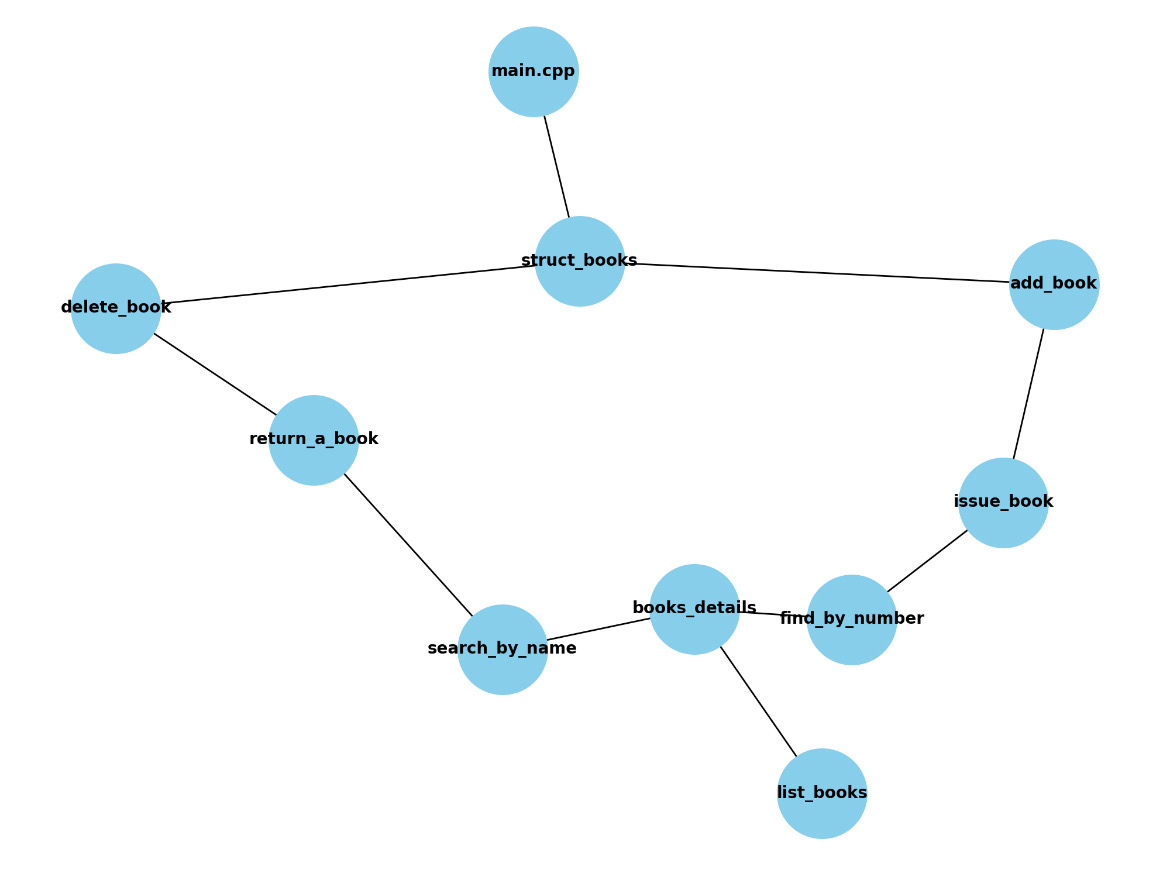 main.cpp
struct_books
add_book
delete_book
return_a_book
issue_book
books_details
find_by_number
search_by_name
list_books